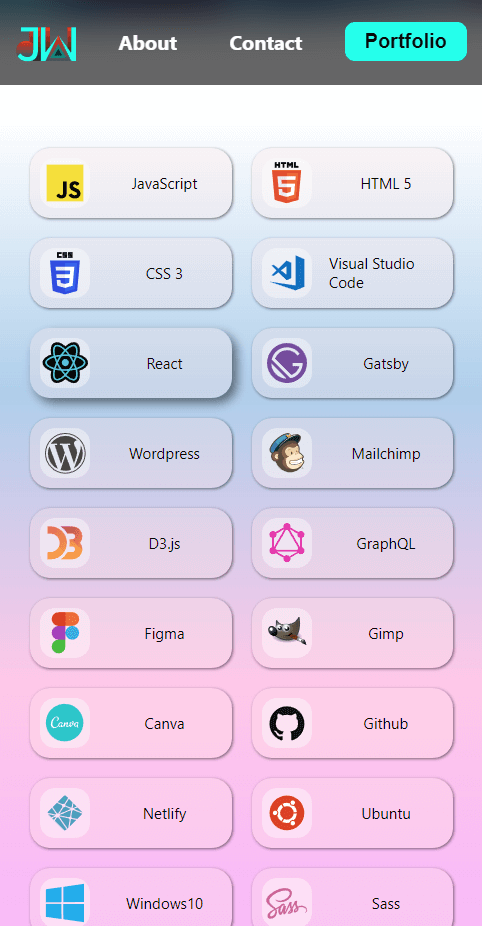 JW
About
Contact
Portfolio
JS
JavaScript
HTML
5
HTML 5
CSS
3
CSS 3
Visual Studio
Code
React
G
Gatsby
W
Wordpress
Mailchimp
D3
D3.js
GraphQL
Figma
Gimp
Canva
Canva
Github
Netlify
Ubuntu
Windows10
Sass
Sass